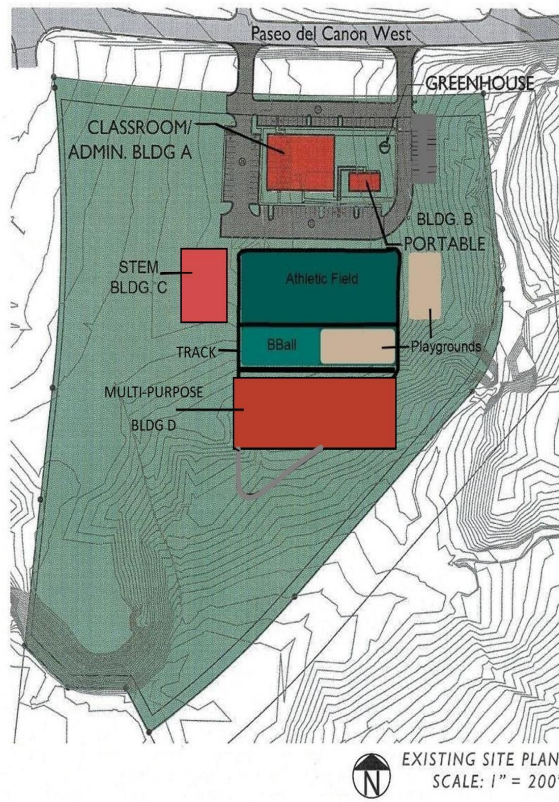 Paseo del Canon West
GREENHOUSE
CLASSROOM/
ADMIN. BLDG A
BLDG. B
PORTABLE
STEM
BLDG. C
Athletic Field
TRACK
BBall
Playgrounds
MULTI-PURPOSE
BLDG D
N
EXISTING SITE PLAN
SCALE: 1" = 200'